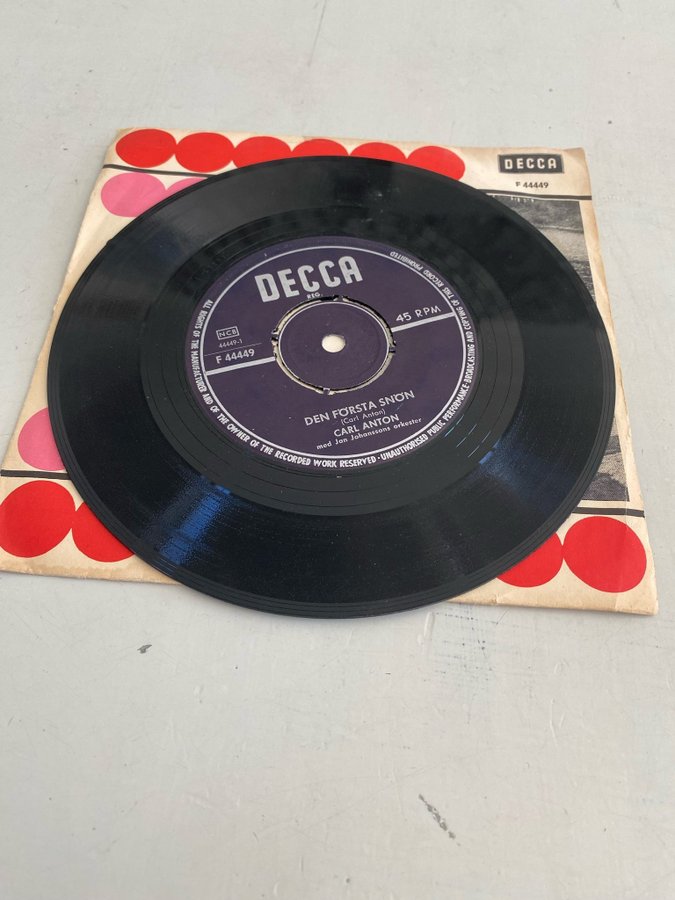 DECCA
F 44449
DECCA
REG.
45 RPM
NCB
44449-1
F 44449
DEN FÖRSTA SNÖN
(Carl Anton)
CARL ANTON
med Jan Johanssons orkester
ALL RIGHTS OF THE MANUFACTURER AND OF THE OWNER OF THE RECORDED WORK RESERVED · UNAUTHORISED PUBLIC PERFORMANCE · BROADCASTING AND COPYING OF THIS RECORD PROHIBITED